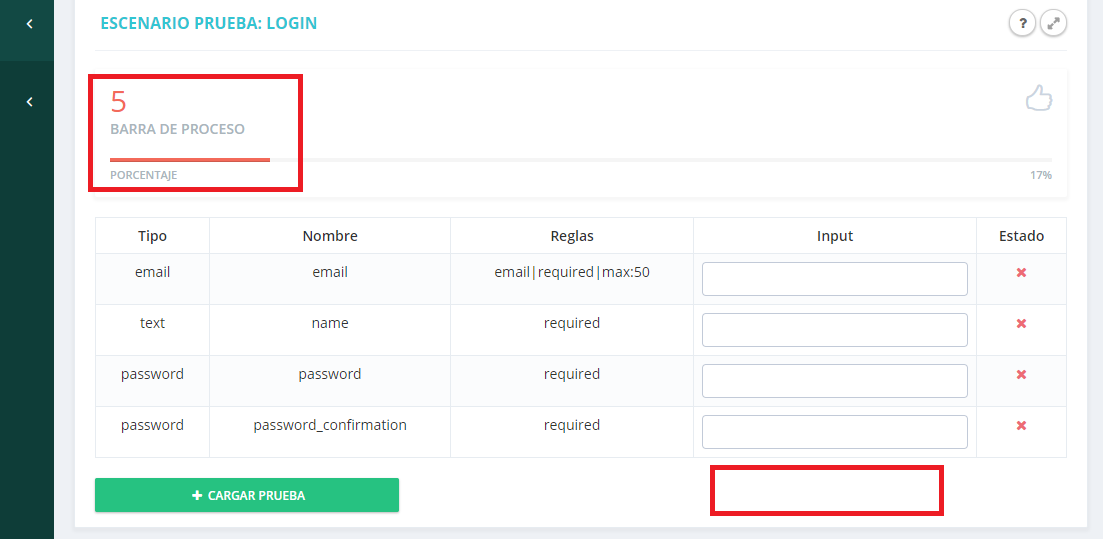 ESCENARIO PRUEBA: LOGIN
?
5
BARRA DE PROCESO
PORCENTAJE 17%
Tipo Nombre Reglas Input Estado
email email email|required|max:50
text name required
password password required
password password_confirmation required
CARGAR PRUEBA